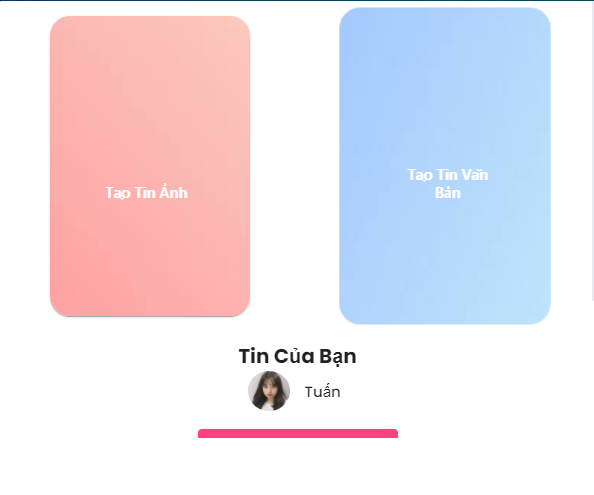 Tạo Tin Ảnh
Tạo Tin Văn
Bản
Tin Của Bạn
Tuấn